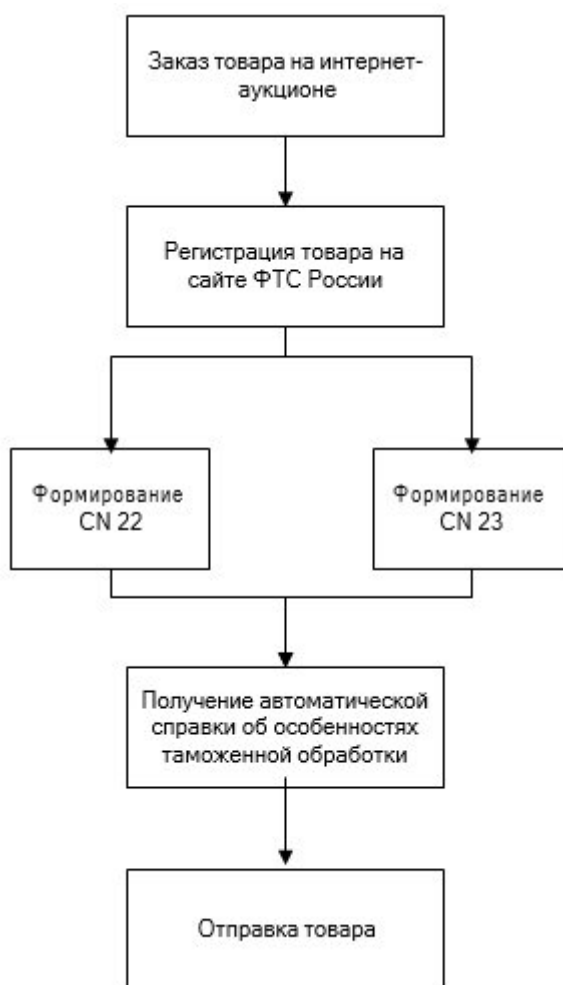 Заказ товара на интернет-
аукционе
Регистрация товара на
сайте ФТС России
Формирование
CN 22
Формирование
CN 23
Получение автоматической
справки об особенностях
таможенной обработки
Отправка товара